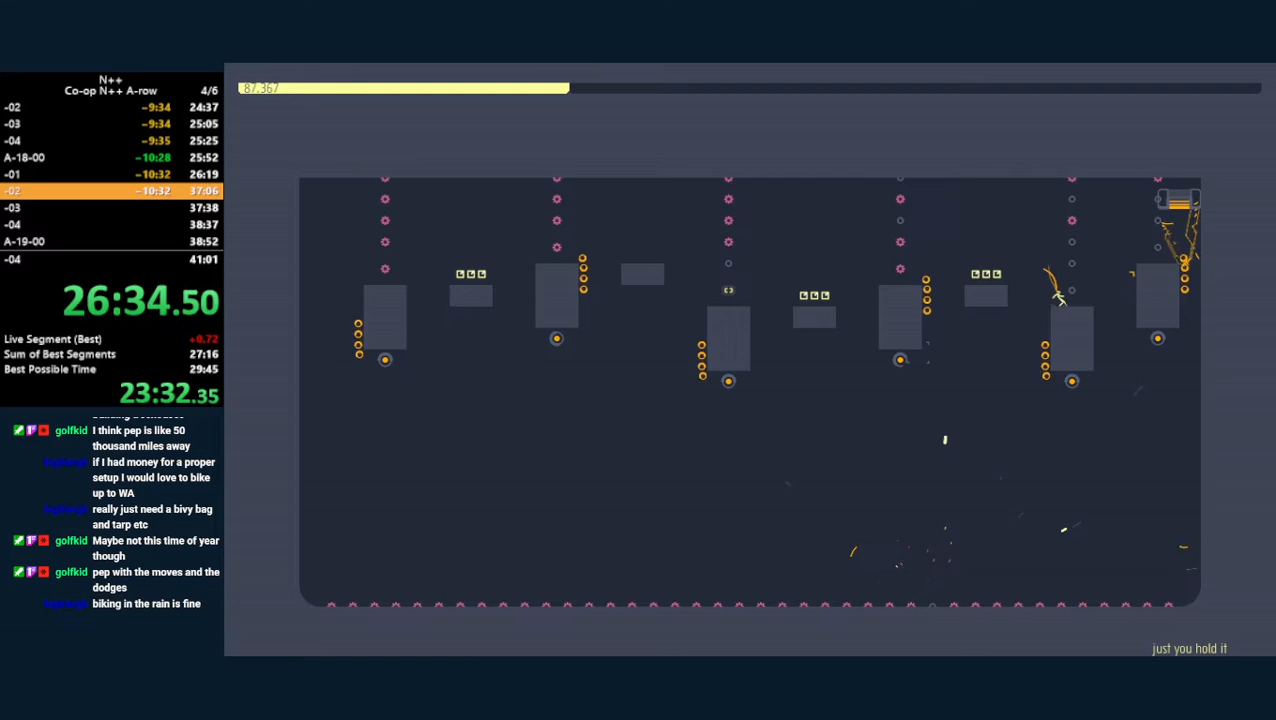 N++
Co-op N++ A-row 4/6
-02 -9:34 24:37
-03 -9:34 25:05
-04 -9:35 25:25
A-18-00 -10:28 25:52
-01 -10:32 26:19
-02 -10:32 37:06
-03 37:38
-04 38:37
A-19-00 38:52
-04 41:01
26:34.50
Live Segment (Best) +0.72
Sum of Best Segments 27:16
Best Possible Time 29:45
23:32.35
golfkid I think pep is like 50
thousand miles away
if I had money for a proper
setup I would love to bike
up to WA
really just need a bivy bag
and tarp etc
golfkid Maybe not this time of year
though
golfkid pep with the moves and the
dodges
biking in the rain is fine
87.367
just you hold it